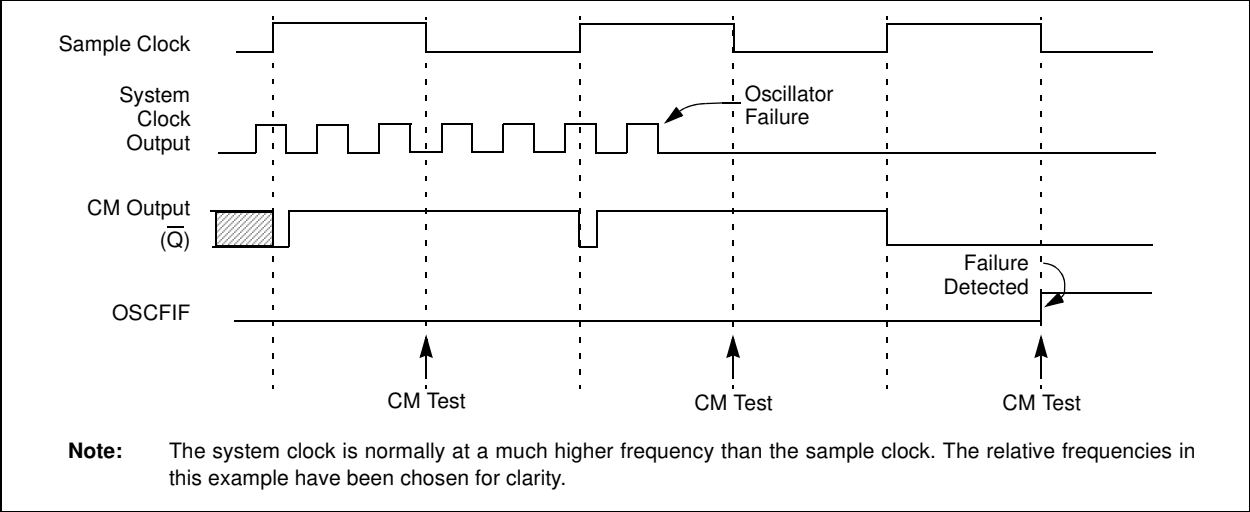 Sample Clock
System
Clock
Output
Oscillator
Failure
CM Output
(Q̅)
Failure
Detected
OSCFIF
CM Test
CM Test
CM Test
Note: The system clock is normally at a much higher frequency than the sample clock. The relative frequencies in
this example have been chosen for clarity.